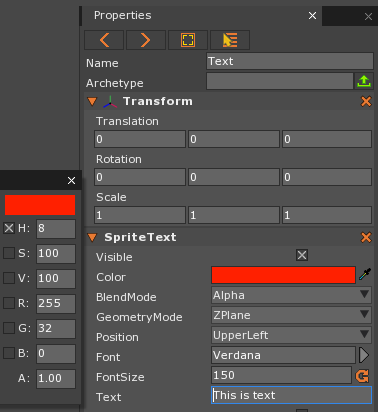 Properties
Name Text
Archetype
Transform
Translation
0 0 0
Rotation
0 0 0
Scale
1 1 1
SpriteText
Visible
Color
BlendMode Alpha
GeometryMode ZPlane
Position UpperLeft
Font Verdana
FontSize 150
Text This is text
H: 8
S: 100
V: 100
R: 255
G: 32
B: 0
A: 1.00